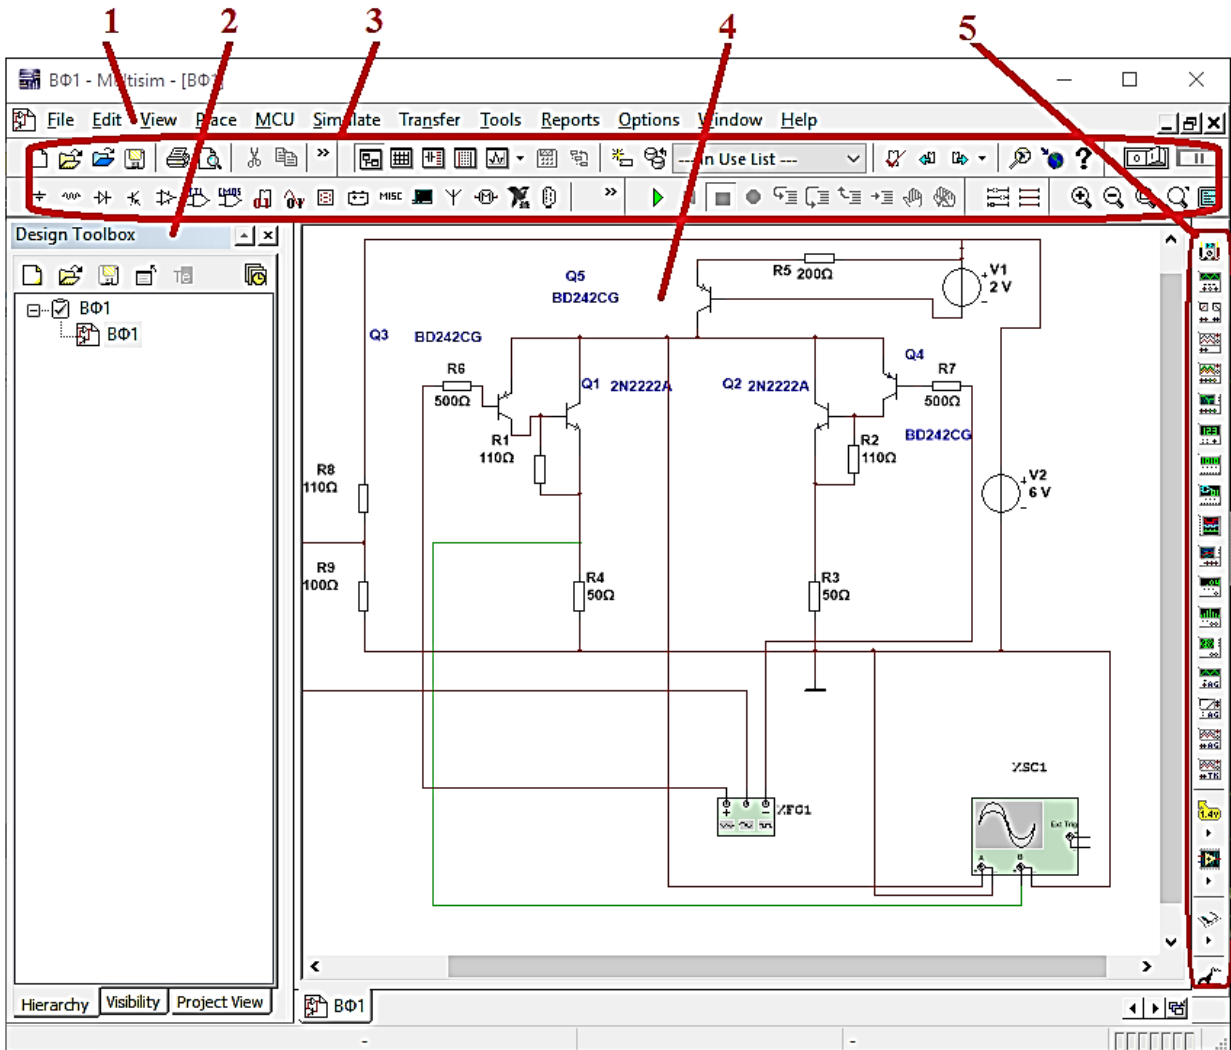 1 2 3 4 5
ВФ1 - Multisim - [ВФ1]
File Edit View Place MCU Simulate Transfer Tools Reports Options Window Help
--- In Use List ---
MISC
Design Toolbox
ВФ1
ВФ1
Hierarchy Visibility Project View
Q5
BD242CG
R5 200Ω
V1
2 V
Q3 BD242CG
R6
500Ω
Q1 2N2222A
Q2 2N2222A
Q4
R7
500Ω
BD242CG
R1
110Ω
R2
110Ω
R8
110Ω
V2
6 V
R9
100Ω
R4
50Ω
R3
50Ω
XFG1
XSC1
Ext Trig
A B
1.4v
ВФ1